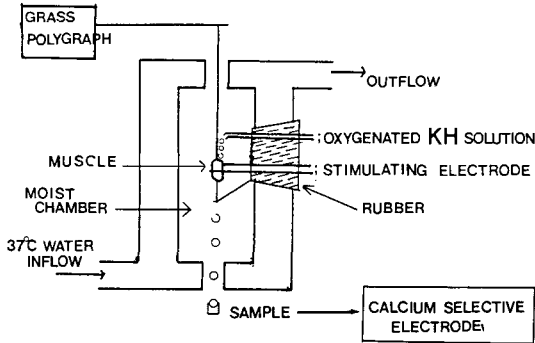 GRASS
POLYGRAPH
OUTFLOW
; OXYGENATED KH SOLUTION
MUSCLE
; STIMULATING ELECTRODE
MOIST
CHAMBER
RUBBER
37°C WATER
INFLOW
SAMPLE
CALCIUM SELECTIVE
ELECTRODE